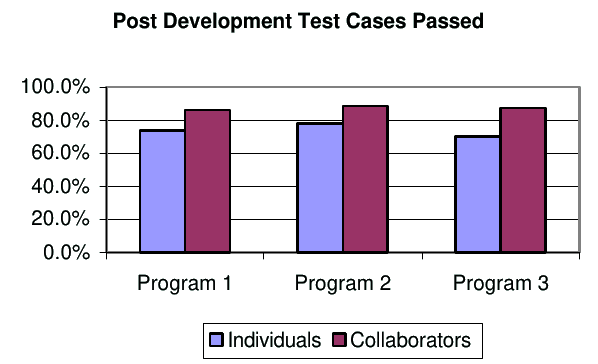 Post Development Test Cases Passed
100.0%
80.0%
60.0%
40.0%
20.0%
0.0%
Program 1 Program 2 Program 3
Individuals Collaborators